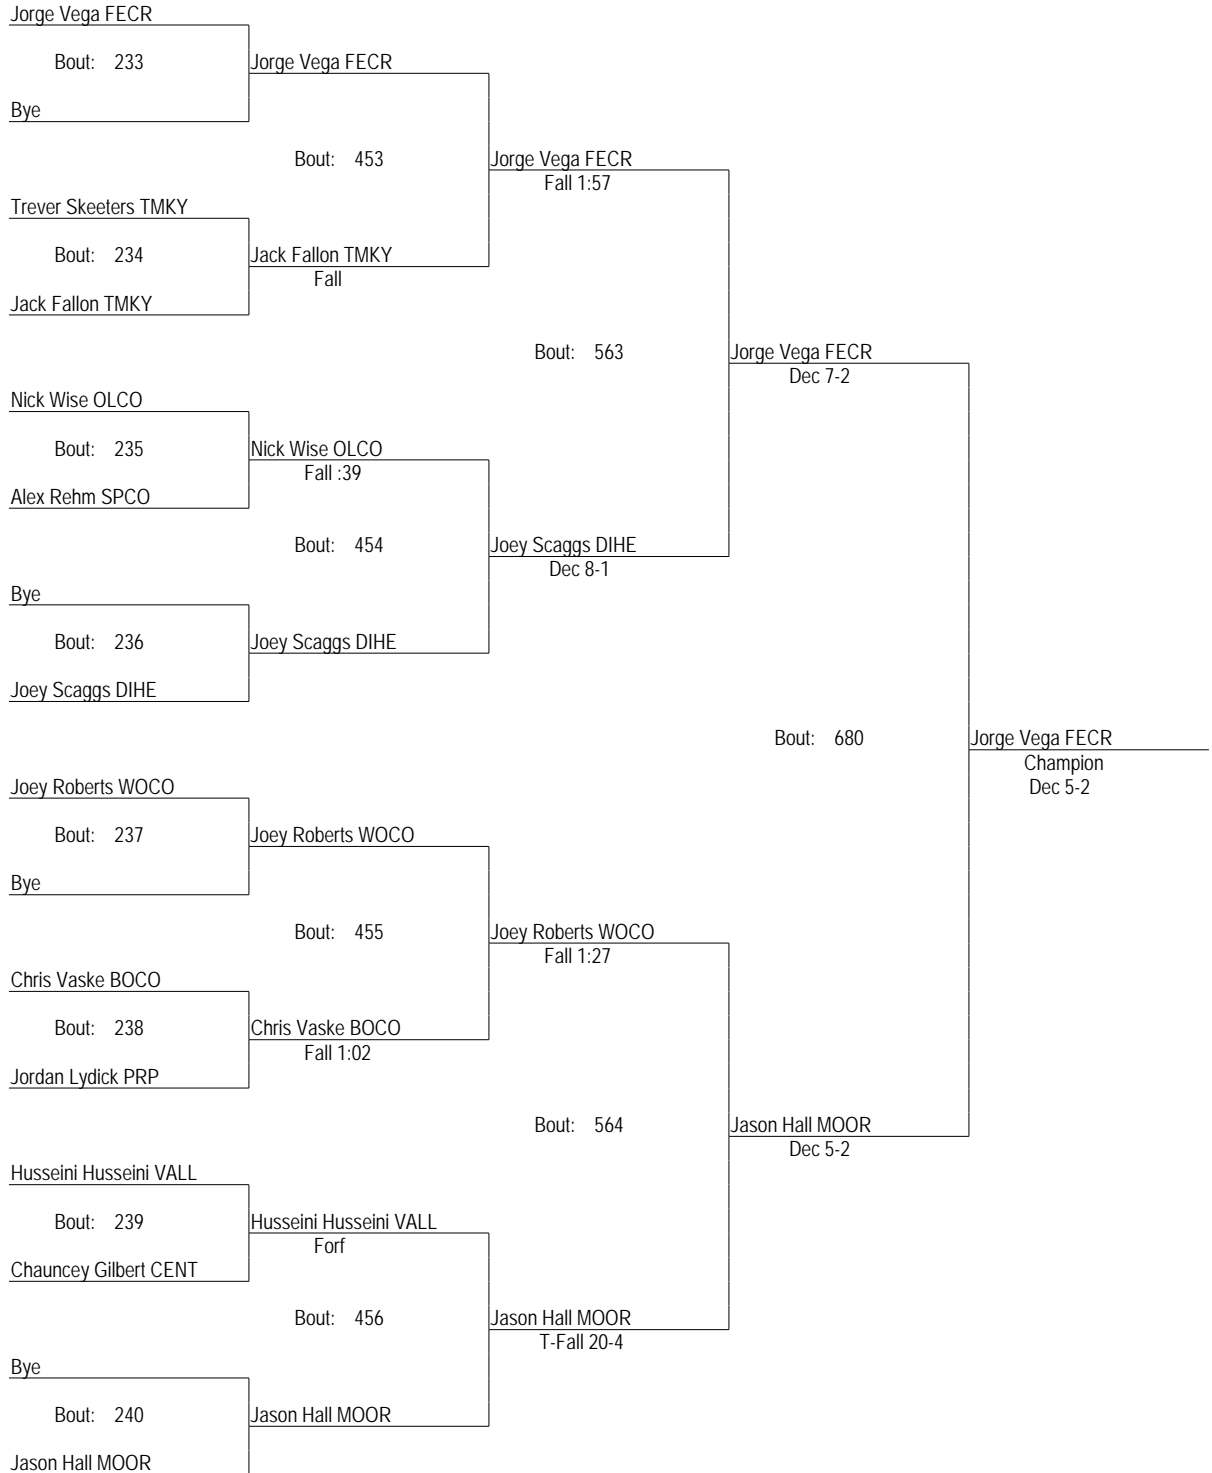 Jorge Vega FECR
Bout: 233
Jorge Vega FECR
Bye
Bout: 453
Jorge Vega FECR
Fall 1:57
Trever Skeeters TMKY
Bout: 234
Jack Fallon TMKY
Fall
Jack Fallon TMKY
Bout: 563
Jorge Vega FECR
Dec 7-2
Nick Wise OLCO
Bout: 235
Nick Wise OLCO
Fall :39
Alex Rehm SPCO
Bout: 454
Joey Scaggs DIHE
Dec 8-1
Bye
Bout: 236
Joey Scaggs DIHE
Joey Scaggs DIHE
Bout: 680
Jorge Vega FECR
Champion
Dec 5-2
Joey Roberts WOCO
Bout: 237
Joey Roberts WOCO
Bye
Bout: 455
Joey Roberts WOCO
Fall 1:27
Chris Vaske BOCO
Bout: 238
Chris Vaske BOCO
Fall 1:02
Jordan Lydick PRP
Bout: 564
Jason Hall MOOR
Dec 5-2
Husseini Husseini VALL
Bout: 239
Husseini Husseini VALL
Forf
Chauncey Gilbert CENT
Bout: 456
Jason Hall MOOR
T-Fall 20-4
Bye
Bout: 240
Jason Hall MOOR
Jason Hall MOOR